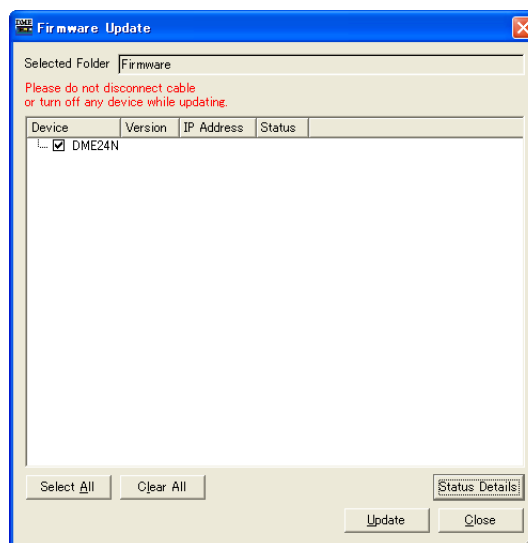 DME Firmware Update
Selected Folder Firmware
Please do not disconnect cable
or turn off any device while updating.
Device Version IP Address Status
DME24N
Select All Clear All Status Details
Update Close